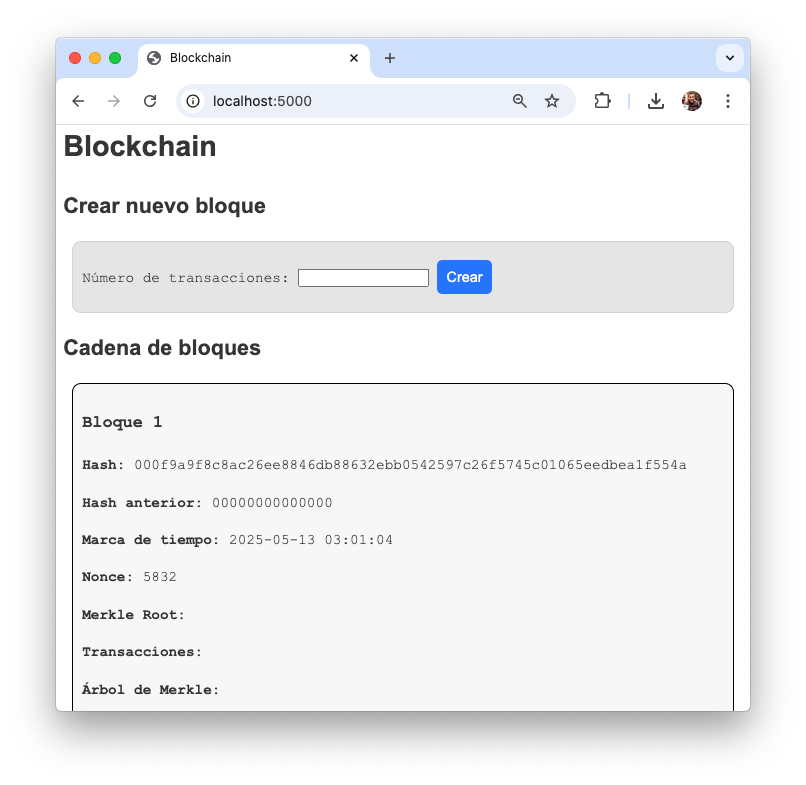 Blockchain
localhost:5000
Blockchain
Crear nuevo bloque
Número de transacciones:
Crear
Cadena de bloques
Bloque 1
Hash: 000f9a9f8c8ac26ee8846db88632ebb0542597c26f5745c01065eedbea1f554a
Hash anterior: 00000000000000
Marca de tiempo: 2025-05-13 03:01:04
Nonce: 5832
Merkle Root:
Transacciones:
Árbol de Merkle: